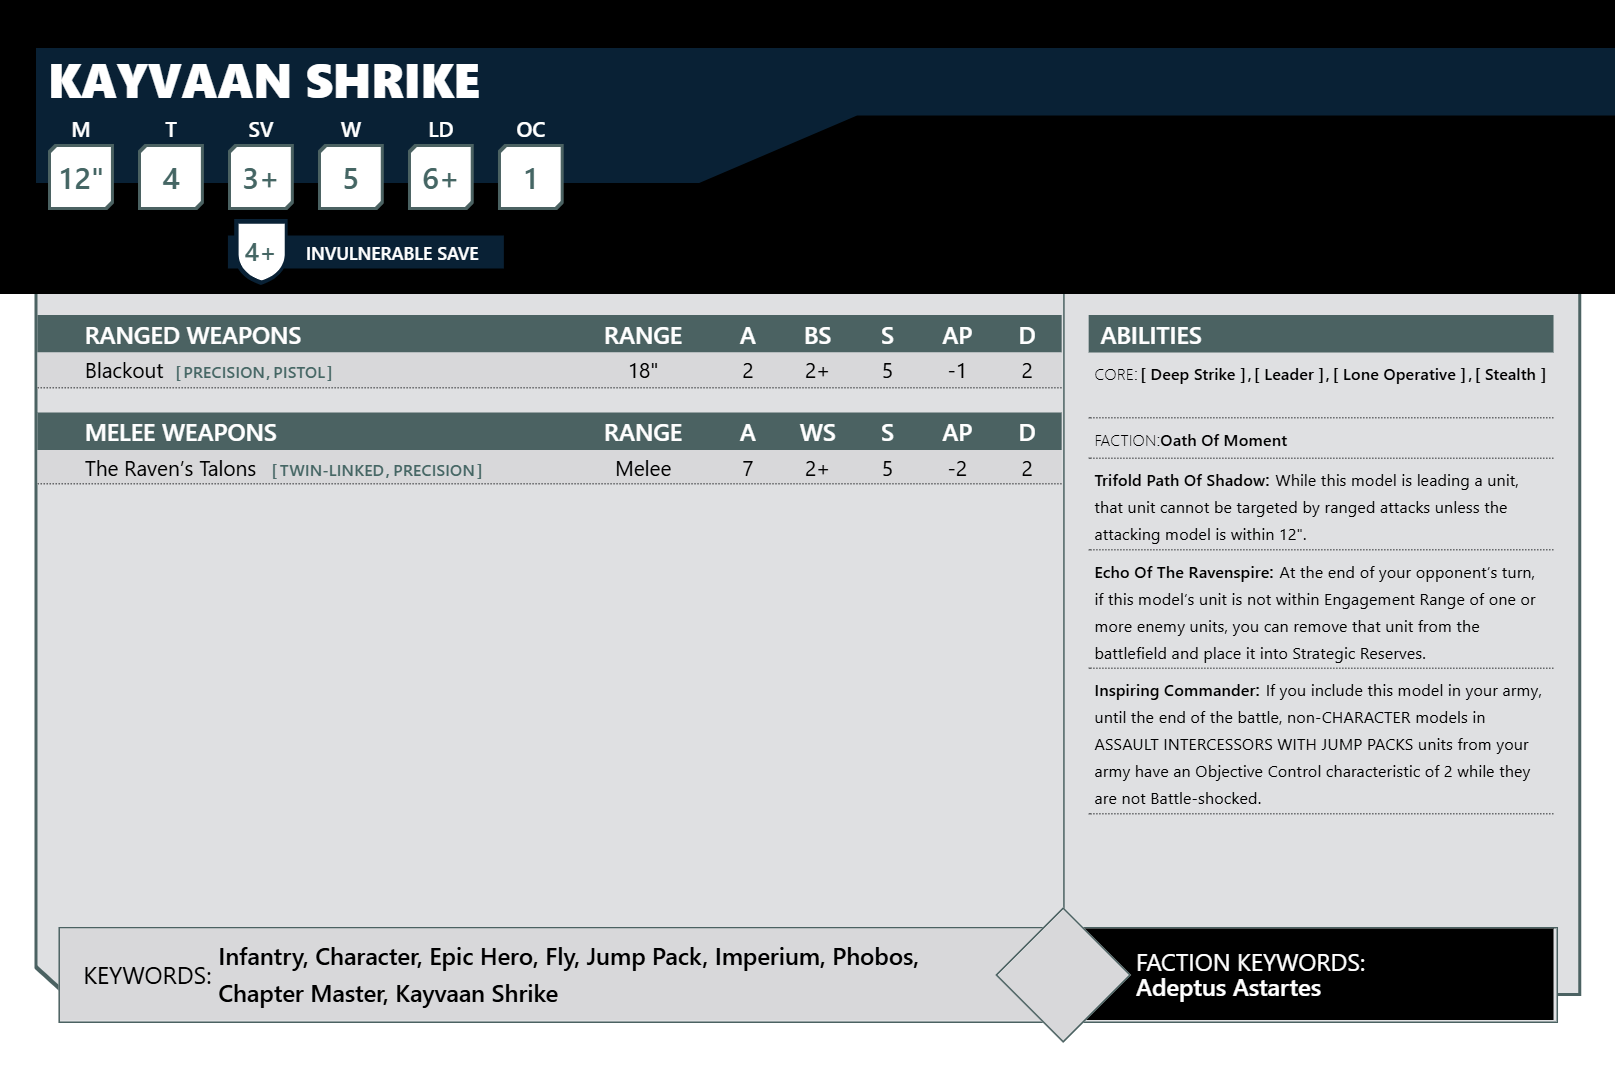 KAYVAAN SHRIKE
M T SV W LD OC
12" 4 3+ 5 6+ 1
4+ INVULNERABLE SAVE
RANGED WEAPONS RANGE A BS S AP D
Blackout [PRECISION, PISTOL] 18" 2 2+ 5 -1 2
MELEE WEAPONS RANGE A WS S AP D
The Raven’s Talons [TWIN-LINKED, PRECISION] Melee 7 2+ 5 -2 2
ABILITIES
CORE: [ Deep Strike ], [ Leader ], [ Lone Operative ], [ Stealth ]
FACTION:Oath Of Moment
Trifold Path Of Shadow: While this model is leading a unit,
that unit cannot be targeted by ranged attacks unless the
attacking model is within 12".
Echo Of The Ravenspire: At the end of your opponent’s turn,
if this model’s unit is not within Engagement Range of one or
more enemy units, you can remove that unit from the
battlefield and place it into Strategic Reserves.
Inspiring Commander: If you include this model in your army,
until the end of the battle, non-CHARACTER models in
ASSAULT INTERCESSORS WITH JUMP PACKS units from your
army have an Objective Control characteristic of 2 while they
are not Battle-shocked.
KEYWORDS: Infantry, Character, Epic Hero, Fly, Jump Pack, Imperium, Phobos,
Chapter Master, Kayvaan Shrike
FACTION KEYWORDS:
Adeptus Astartes